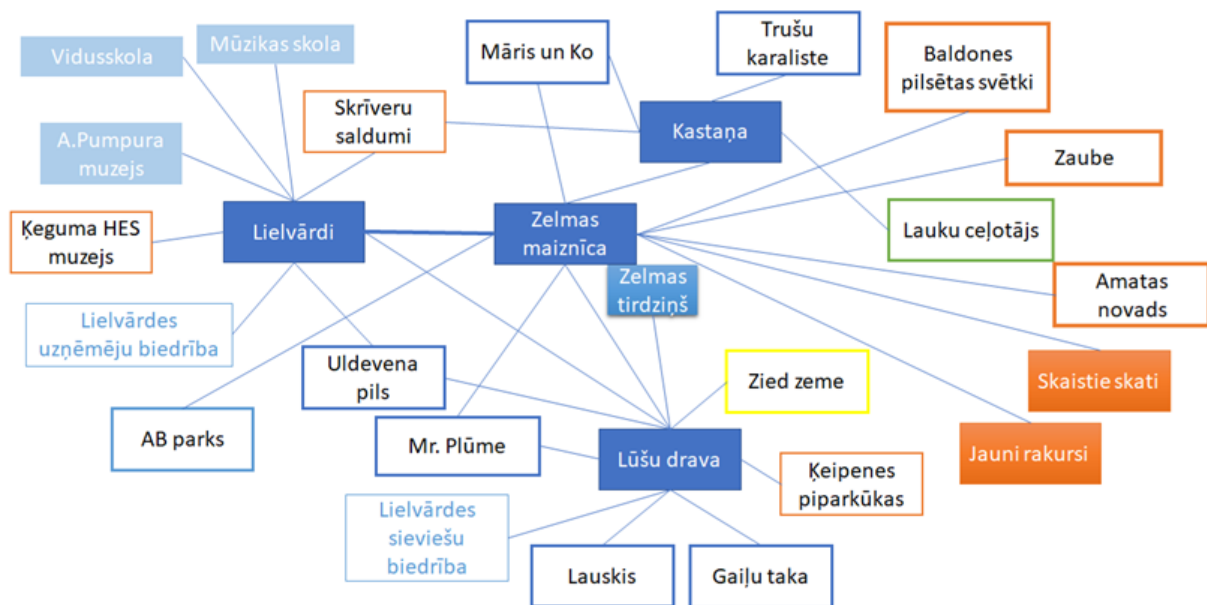 Vidusskola
Mūzikas skola
Māris un Ko
Trušu
karaliste
Baldones
pilsētas svētki
Skrīveru
saldumi
Kastaņa
A.Pumpura
muzejs
Zaube
Ķeguma HES
muzejs
Lielvārdi
Zelmas
maiznīca
Lauku ceļotājs
Zelmas
tirdziņš
Amatas
novads
Lielvārdes
uzņēmēju biedrība
Uldevena
pils
Zied zeme
Skaistie skati
AB parks
Mr. Plūme
Lūšu drava
Jauni rakursi
Ķeipenes
piparkūkas
Lielvārdes
sieviešu
biedrība
Lauskis
Gaiļu taka